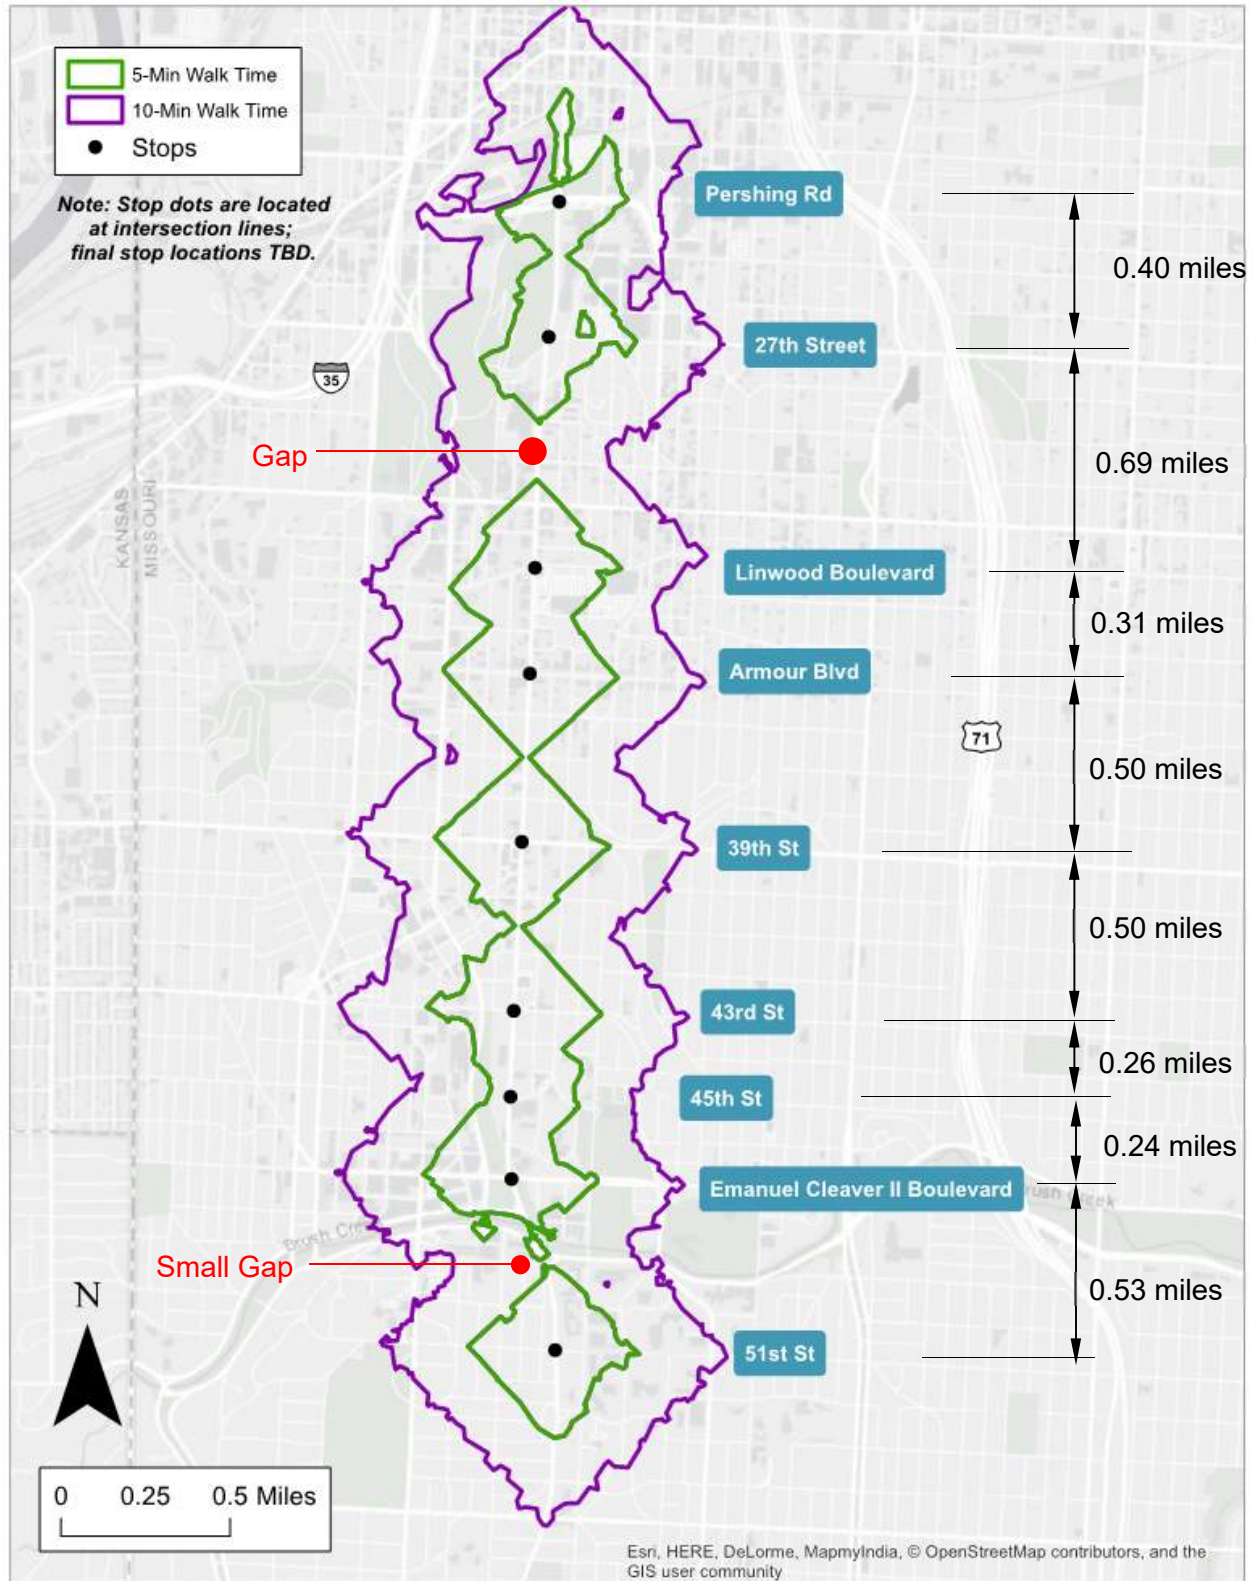 5-Min Walk Time
10-Min Walk Time
Stops
Note: Stop dots are located
at intersection lines;
final stop locations TBD.
Pershing Rd
0.40 miles
27th Street
35
Gap
0.69 miles
KANSAS
MISSOURI
Linwood Boulevard
0.31 miles
Armour Blvd
71
0.50 miles
39th St
0.50 miles
43rd St
0.26 miles
45th St
0.24 miles
Emanuel Cleaver II Boulevard
Brush Creek
Small Gap
0.53 miles
N
51st St
0 0.25 0.5 Miles
Esri, HERE, DeLorme, MapmyIndia, © OpenStreetMap contributors, and the
GIS user community